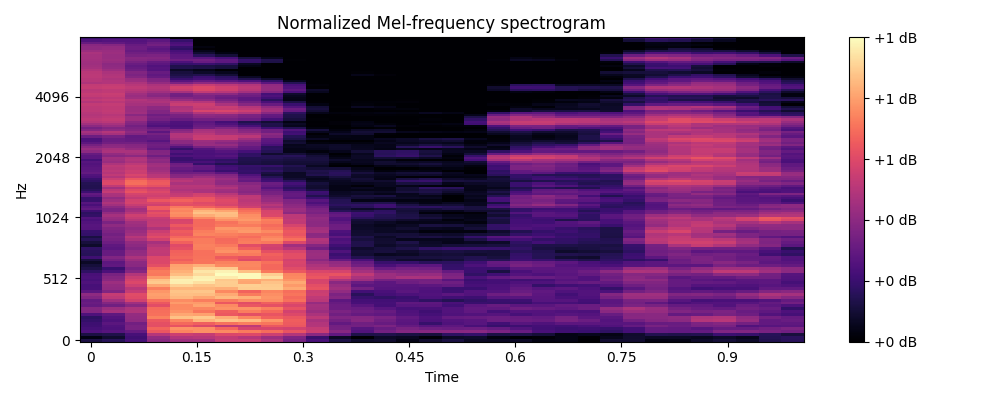 Normalized Mel-frequency spectrogram
Hz
4096
2048
1024
512
0
0 0.15 0.3 0.45 0.6 0.75 0.9
Time
+1 dB
+1 dB
+1 dB
+0 dB
+0 dB
+0 dB